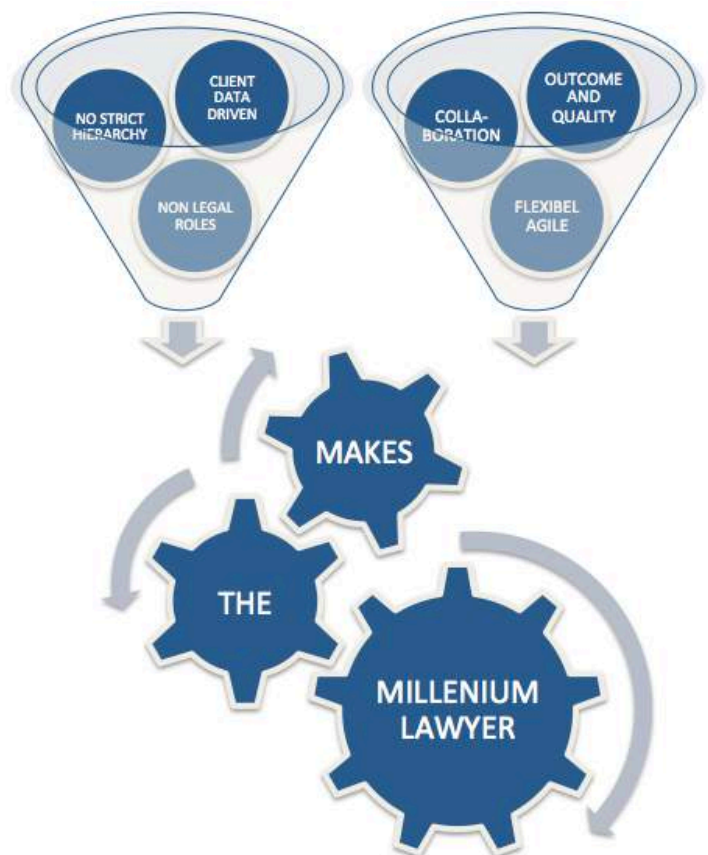 NO STRICT
HIERARCHY
CLIENT
DATA
DRIVEN
NON LEGAL
ROLES
COLLA-
BORATION
OUTCOME
AND
QUALITY
FLEXIBEL
AGILE
MAKES
THE
MILLENIUM
LAWYER